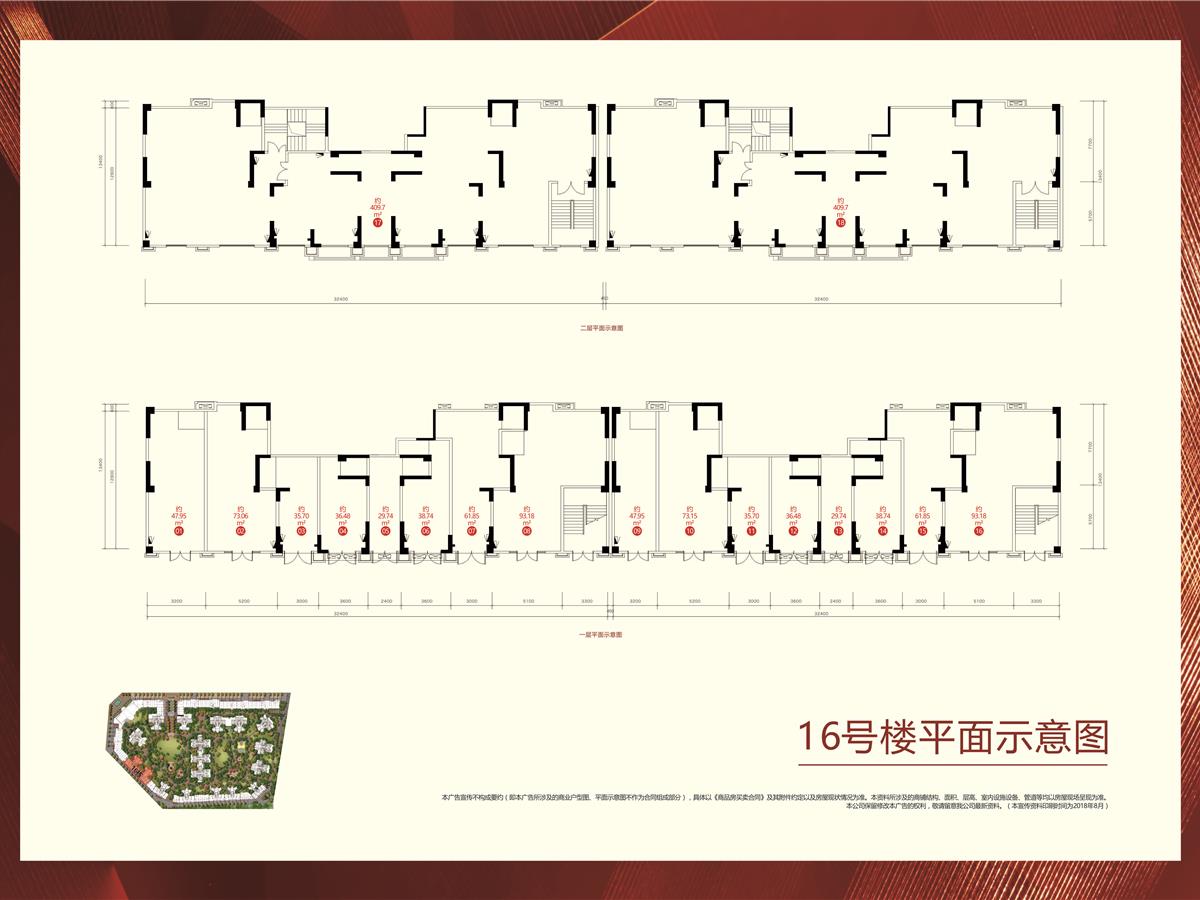 约
409.7
m²
17
约
409.7
m²
18
13400
12800
7700
5700
13400
32400
400
32400
二层平面示意图
约
47.95
m²
01
约
73.06
m²
02
约
35.70
m²
03
约
36.48
m²
04
约
29.74
m²
05
约
38.74
m²
06
约
61.85
m²
07
约
93.18
m²
08
约
47.95
m²
09
约
73.15
m²
10
约
35.70
m²
11
约
36.48
m²
12
约
29.74
m²
13
约
38.74
m²
14
约
61.85
m²
15
约
93.18
m²
16
13400
12800
7700
5700
13400
3200 5200 3000 3600 2400 3600 3000 5100 3300 3200 5200 3000 3600 2400 3600 3000 5100 3300
32400 400 32400
一层平面示意图
16号楼平面示意图
本广告宣传不构成要约(即本广告所涉及的商业户型图、平面示意图不作为合同组成部分),具体以《商品房买卖合同》及其附件约定以及房屋现状情况为准。本资料所涉及的商铺结构、面积、层高、室内设施设备、管道等均以房屋现场呈现为准。
本公司保留修改本广告的权利,敬请留意我公司最新资料。(本宣传资料印刷时间为2018年8月)